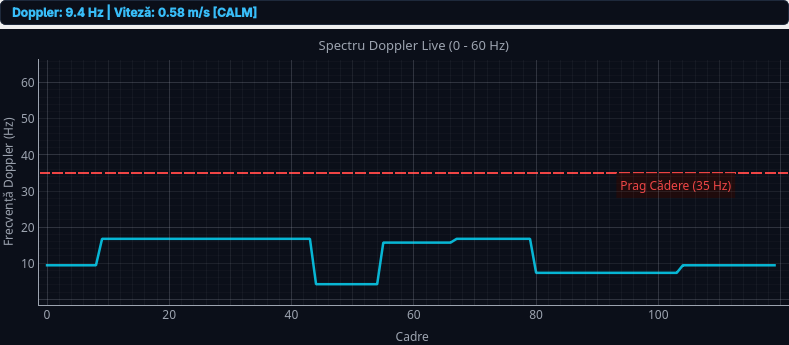 Doppler: 9.4 Hz | Viteză: 0.58 m/s [CALM]
Spectru Doppler Live (0 - 60 Hz)
Frecvență Doppler (Hz)
60
50
40
30
20
10
Prag Cădere (35 Hz)
0
20
40
60
80
100
Cadre